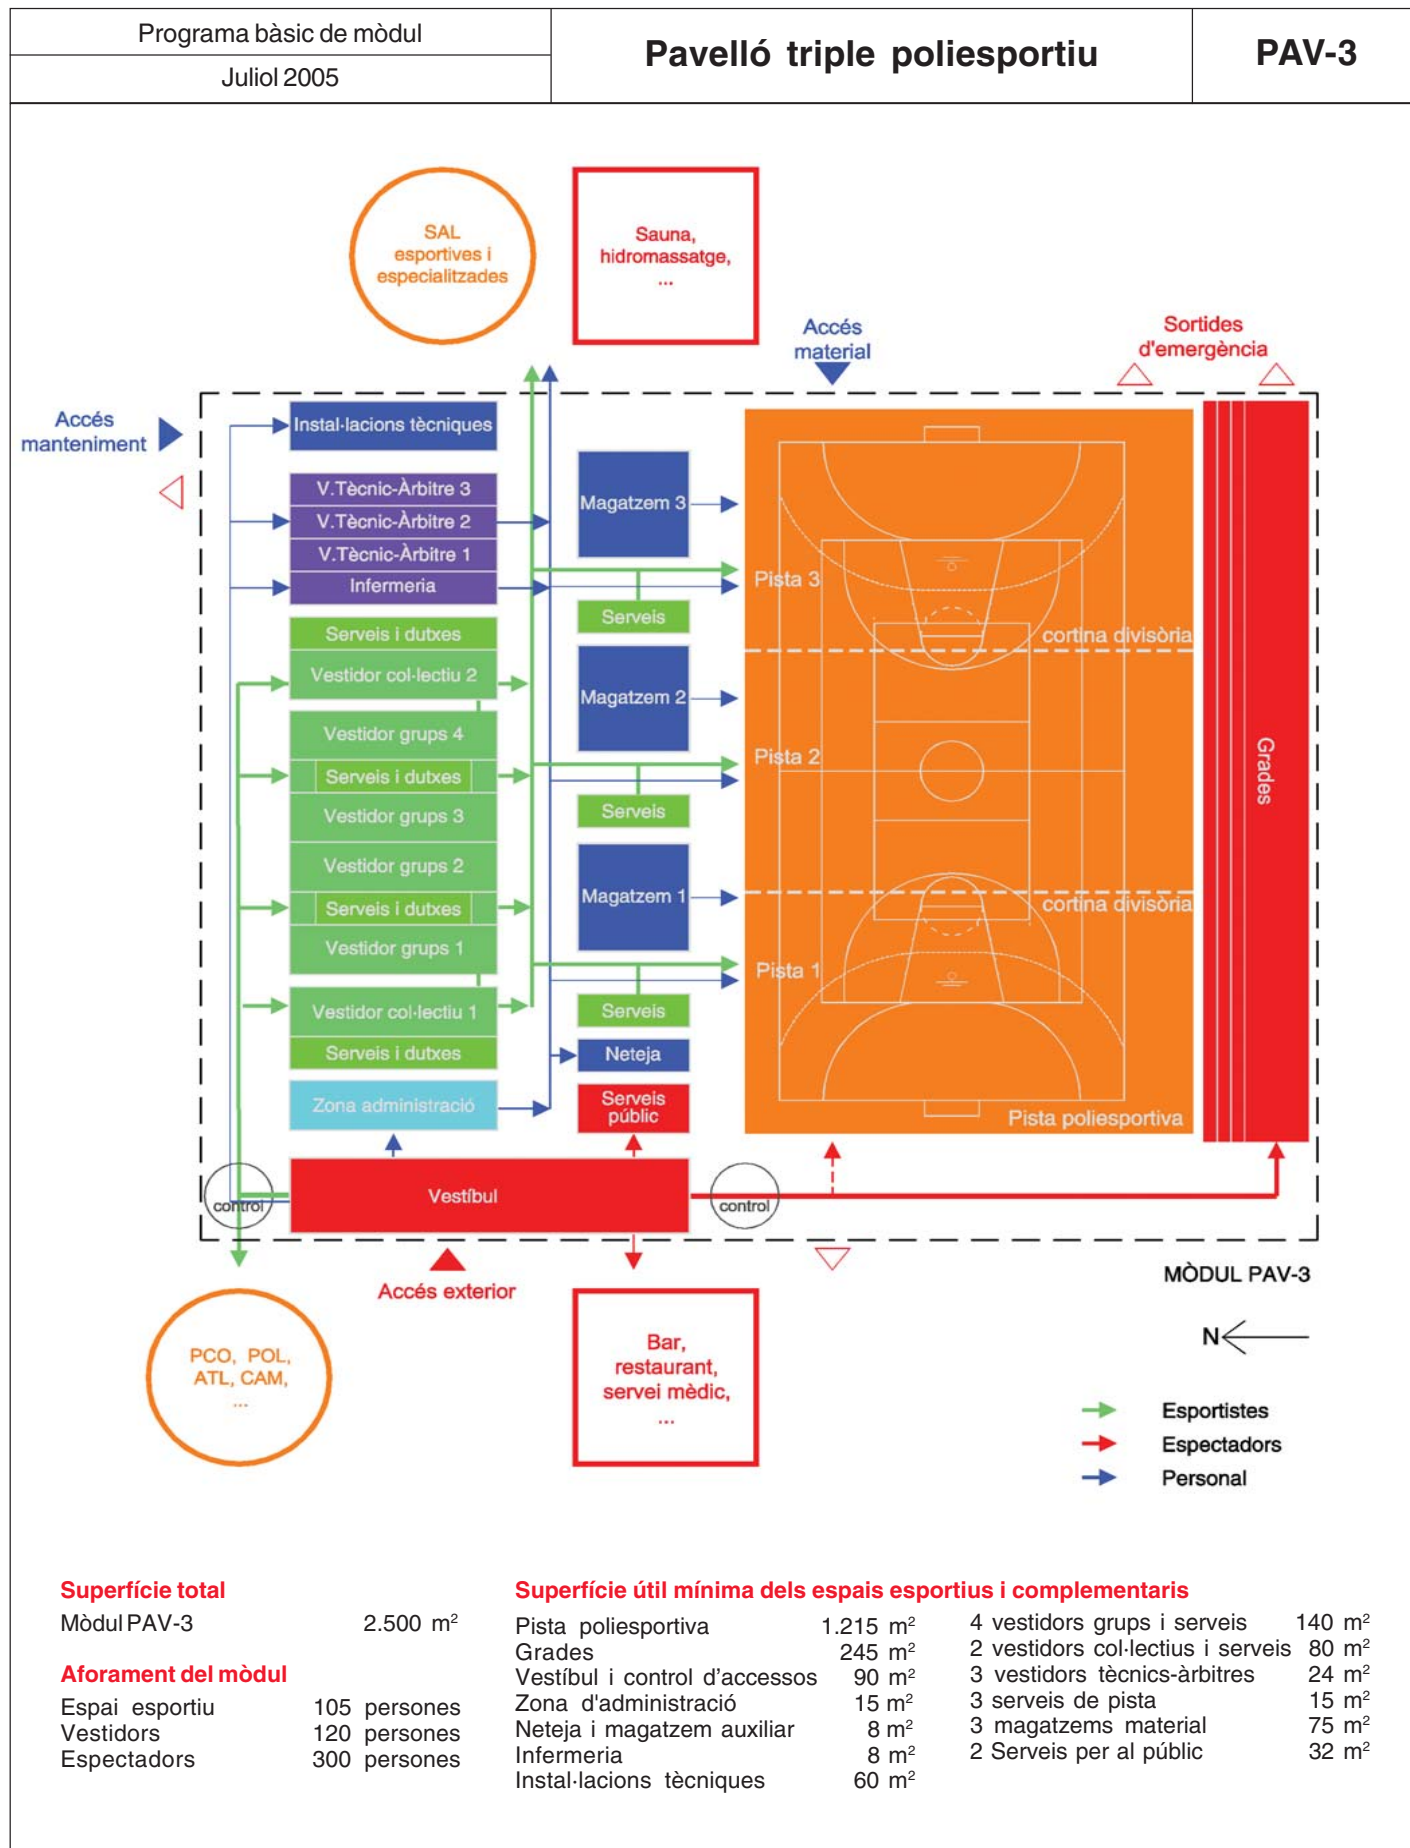 Programa bàsic de mòdul
Juliol 2005
Pavelló triple poliesportiu
PAV-3
SAL
esportives i
especialitzades
Sauna,
hidromassatge,
...
Accés
material
Sortides
d'emergència
Accés
manteniment
Instal·lacions tècniques
V.Tècnic-Àrbitre 3
V.Tècnic-Àrbitre 2
V.Tècnic-Àrbitre 1
Infermeria
Serveis i dutxes
Vestidor col·lectiu 2
Vestidor grups 4
Serveis i dutxes
Vestidor grups 3
Vestidor grups 2
Serveis i dutxes
Vestidor grups 1
Vestidor col·lectiu 1
Serveis i dutxes
Zona administració
Magatzem 3
Serveis
Magatzem 2
Serveis
Magatzem 1
Serveis
Neteja
Serveis
públic
Pista 3
cortina divisòria
Pista 2
cortina divisòria
Pista 1
Pista poliesportiva
Grades
control
Vestíbul
control
Accés exterior
MÒDUL PAV-3
N
PCO, POL,
ATL, CAM,
...
Bar,
restaurant,
servei mèdic,
...
Esportistes
Espectadors
Personal
Superfície total
Mòdul PAV-3 2.500 m²
Aforament del mòdul
Espai esportiu 105 persones
Vestidors 120 persones
Espectadors 300 persones
Superfície útil mínima dels espais esportius i complementaris
Pista poliesportiva 1.215 m²
Grades 245 m²
Vestíbul i control d'accessos 90 m²
Zona d'administració 15 m²
Neteja i magatzem auxiliar 8 m²
Infermeria 8 m²
Instal·lacions tècniques 60 m²
4 vestidors grups i serveis 140 m²
2 vestidors col·lectius i serveis 80 m²
3 vestidors tècnics-àrbitres 24 m²
3 serveis de pista 15 m²
3 magatzems material 75 m²
2 Serveis per al públic 32 m²